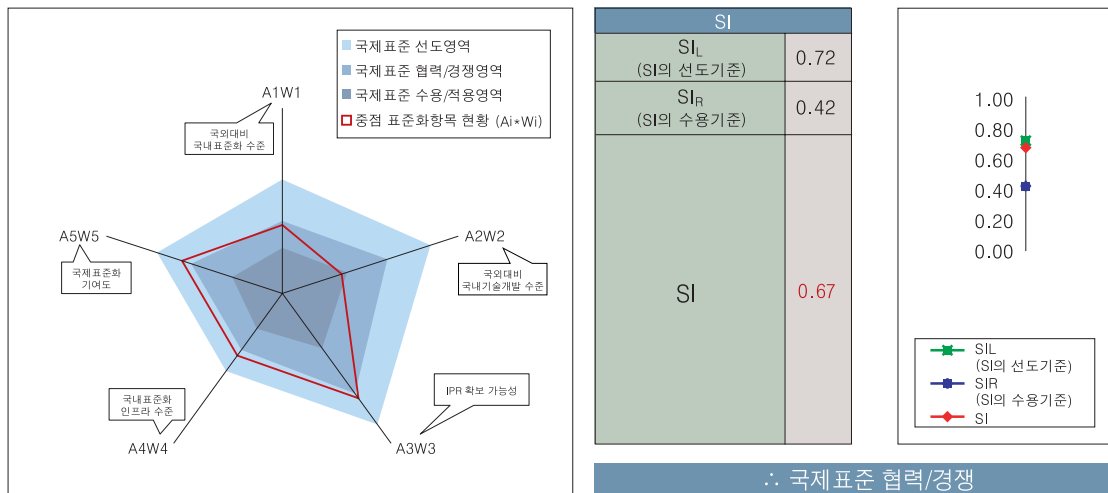 국제표준 선도영역
국제표준 협력/경쟁영역
국제표준 수용/적용영역
중점 표준화항목 현황 (Ai*Wi)
A1W1
국외대비
국내표준화 수준
A2W2
국외대비
국내기술개발 수준
A5W5
국제표준화
기여도
국내표준화
인프라 수준
A4W4
IPR 확보 가능성
A3W3
SI
SIL
(SI의 선도기준)
0.72
SIR
(SI의 수용기준)
0.42
SI
0.67
1.00
0.80
0.60
0.40
0.20
0.00
SIL
(SI의 선도기준)
SIR
(SI의 수용기준)
SI
∴ 국제표준 협력/경쟁